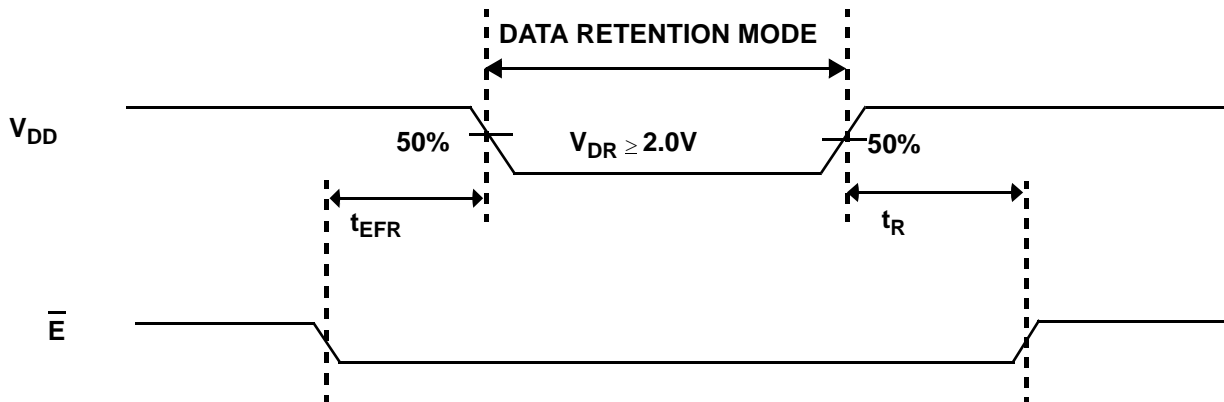 DATA RETENTION MODE
VDD
50%
VDR ≥ 2.0V
50%
tEFR
tR
E̅